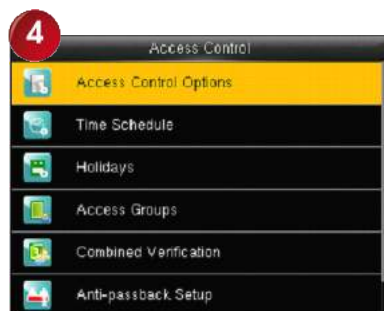 4
Access Control
Access Control Options
Time Schedule
Holidays
Access Groups
Combined Verification
Anti-passback Setup